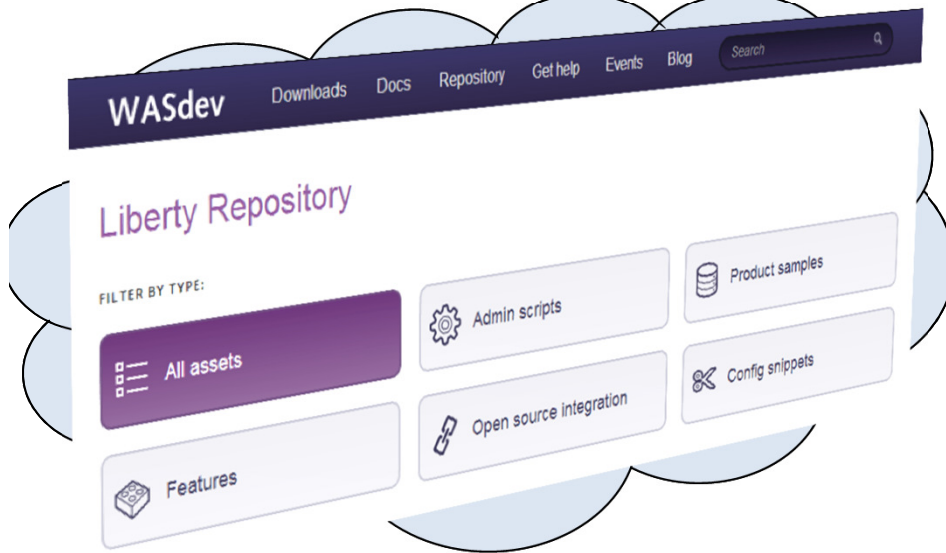 WASdev Downloads Docs Repository Get help Events Blog Search
Liberty Repository
FILTER BY TYPE:
All assets
Admin scripts
Product samples
Features
Open source integration
Config snippets